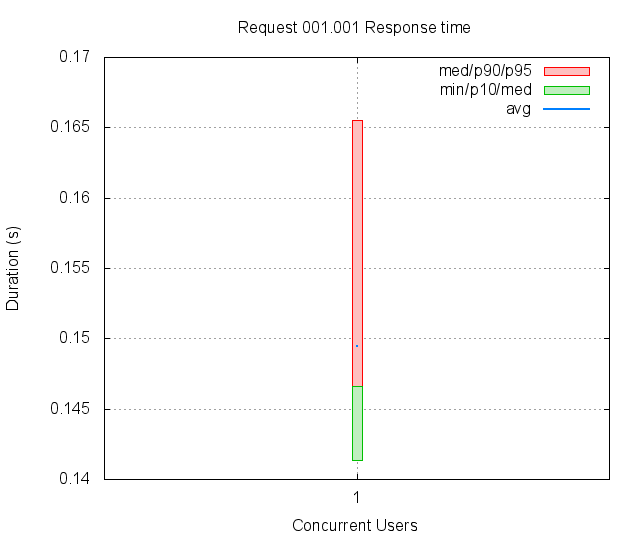 Request 001.001 Response time
0.17
0.165
0.16
0.155
0.15
0.145
0.14
Duration (s)
med/p90/p95
min/p10/med
avg
1
Concurrent Users